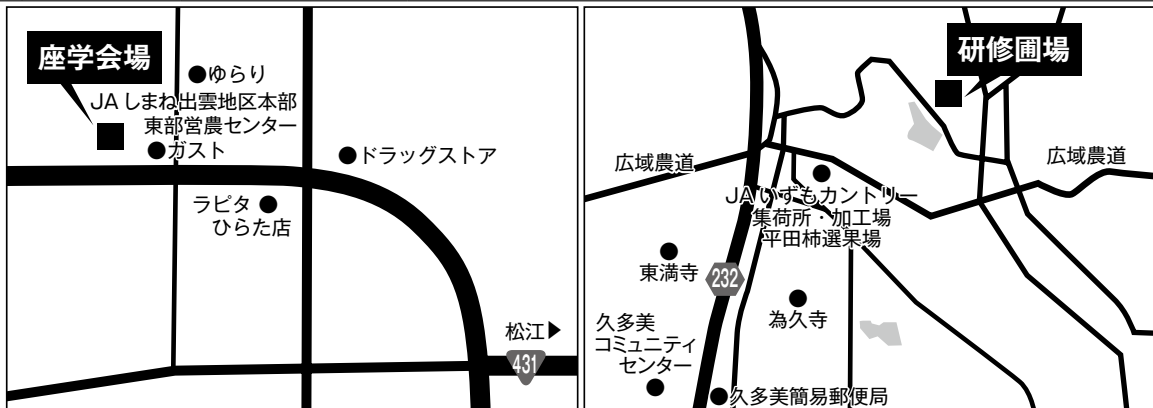 座学会場
ゆらり
JAしまね出雲地区本部
東部営農センター
ガスト
ドラッグストア
ラピタ
ひらた店
松江
431
研修圃場
広域農道
広域農道
JAいずもカントリー
集荷所・加工場
平田柿選果場
東満寺
232
為久寺
久多美
コミュニティ
センター
久多美簡易郵便局